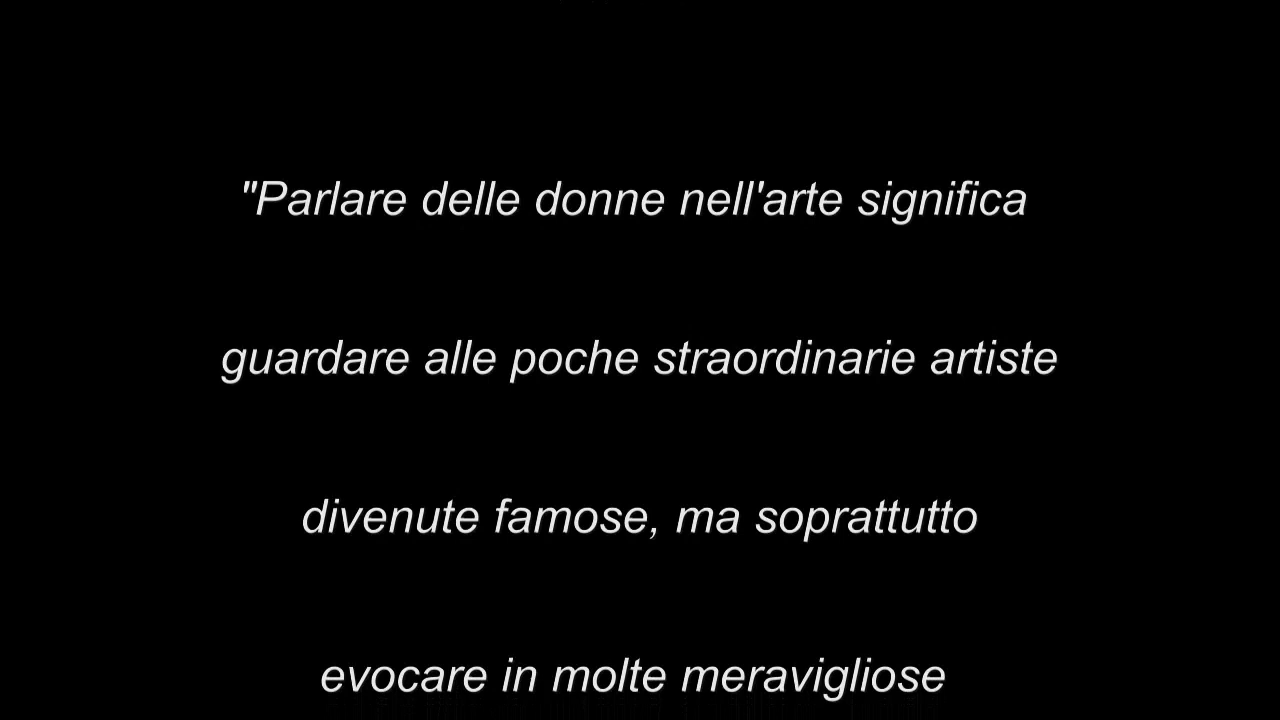 "Parlare delle donne nell'arte significa
guardare alle poche straordinarie artiste
divenute famose, ma soprattutto
evocare in molte meravigliose